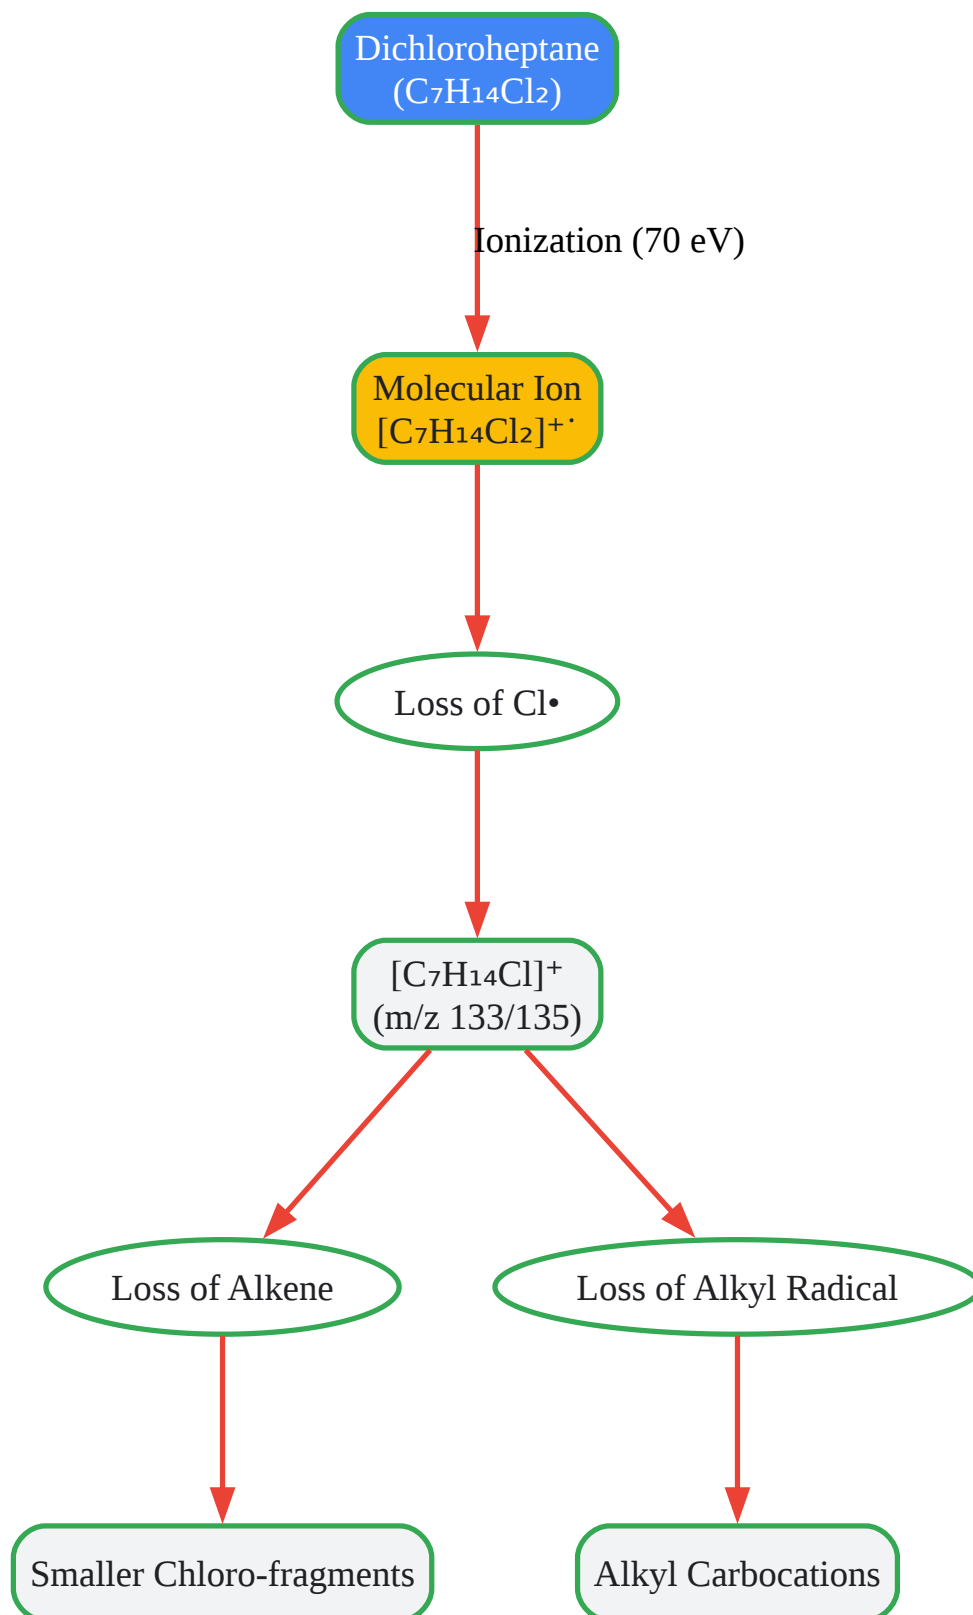 Dichloroheptane
(C₇H₁₄Cl₂)
Ionization (70 eV)
Molecular Ion
[C₇H₁₄Cl₂]⁺˙
Loss of Cl•
[C₇H₁₄Cl]⁺
(m/z 133/135)
Loss of Alkene
Loss of Alkyl Radical
Smaller Chloro-fragments
Alkyl Carbocations